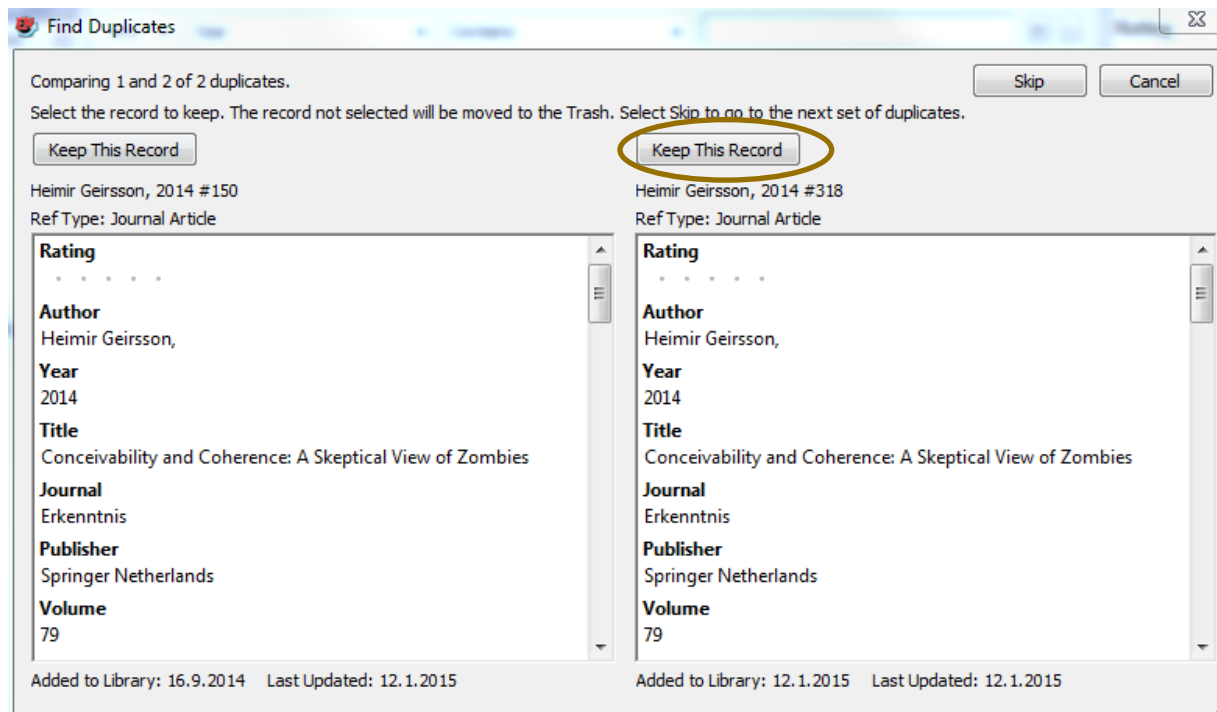 Find Duplicates
Comparing 1 and 2 of 2 duplicates.
Skip
Cancel
Select the record to keep. The record not selected will be moved to the Trash. Select Skip to go to the next set of duplicates.
Keep This Record
Keep This Record
Heimir Geirsson, 2014 #150
Ref Type: Journal Article
Rating
Author
Heimir Geirsson,
Year
2014
Title
Conceivability and Coherence: A Skeptical View of Zombies
Journal
Erkenntnis
Publisher
Springer Netherlands
Volume
79
Added to Library: 16.9.2014 Last Updated: 12.1.2015
Heimir Geirsson, 2014 #318
Ref Type: Journal Article
Rating
Author
Heimir Geirsson,
Year
2014
Title
Conceivability and Coherence: A Skeptical View of Zombies
Journal
Erkenntnis
Publisher
Springer Netherlands
Volume
79
Added to Library: 12.1.2015 Last Updated: 12.1.2015